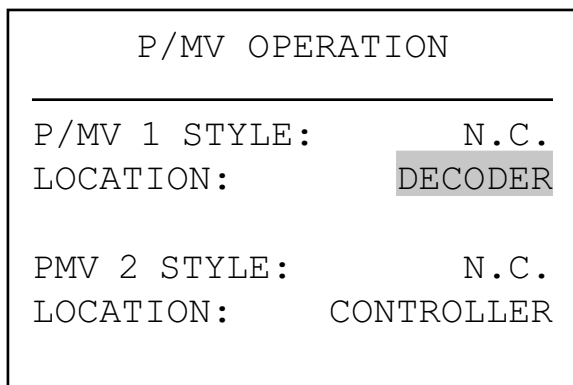 P/MV OPERATION
P/MV 1 STYLE: N.C.
LOCATION: DECODER
PMV 2 STYLE: N.C.
LOCATION: CONTROLLER